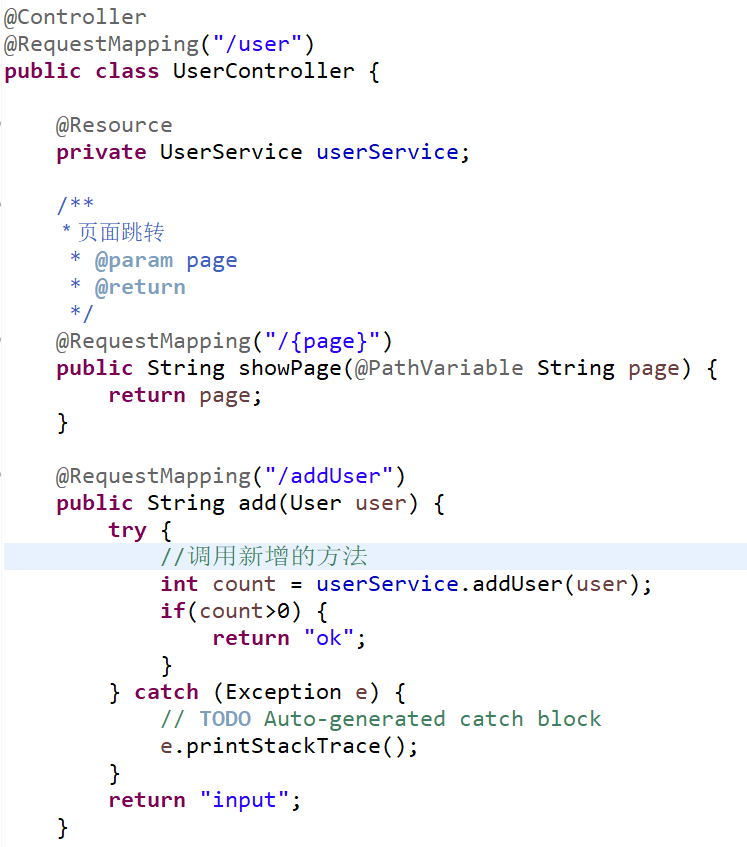 @Controller
@RequestMapping("/user")
public class UserController {
@Resource
private UserService userService;
/**
* 页面跳转
* @param page
* @return
*/
@RequestMapping("/{page}")
public String showPage(@PathVariable String page) {
return page;
}
@RequestMapping("/addUser")
public String add(User user) {
try {
//调用新增的方法
int count = userService.addUser(user);
if(count>0) {
return "ok";
}
} catch (Exception e) {
// TODO Auto-generated catch block
e.printStackTrace();
}
return "input";
}